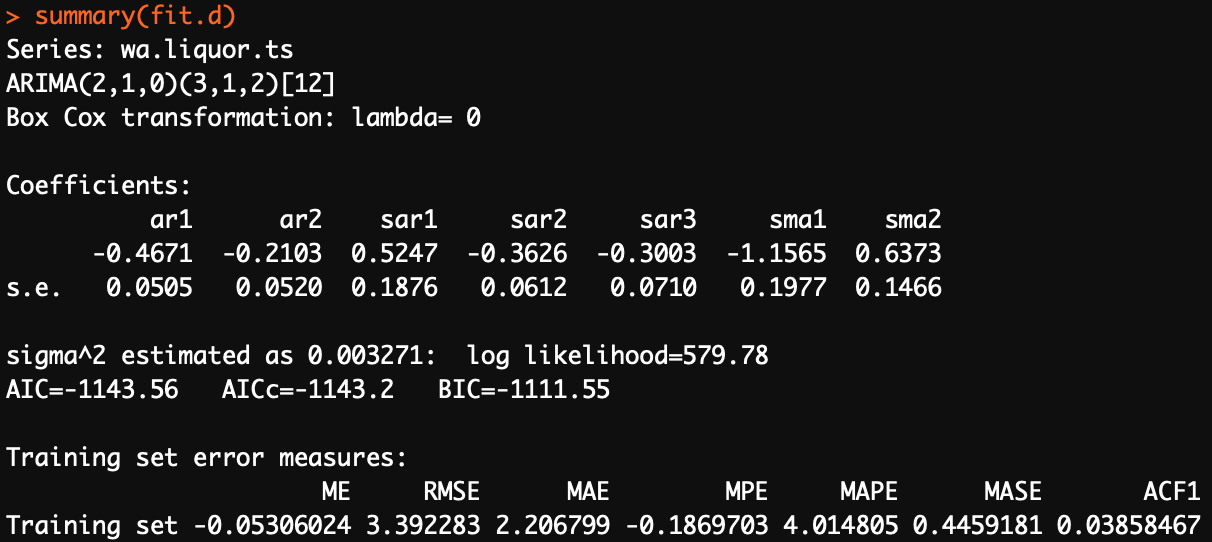 > summary(fit.d)
Series: wa.liquor.ts
ARIMA(2,1,0)(3,1,2)[12]
Box Cox transformation: lambda= 0
Coefficients:
ar1 ar2 sar1 sar2 sar3 sma1 sma2
-0.4671 -0.2103 0.5247 -0.3626 -0.3003 -1.1565 0.6373
s.e. 0.0505 0.0520 0.1876 0.0612 0.0710 0.1977 0.1466
sigma^2 estimated as 0.003271: log likelihood=579.78
AIC=-1143.56 AICc=-1143.2 BIC=-1111.55
Training set error measures:
ME RMSE MAE MPE MAPE MASE ACF1
Training set -0.05306024 3.392283 2.206799 -0.1869703 4.014805 0.4459181 0.03858467